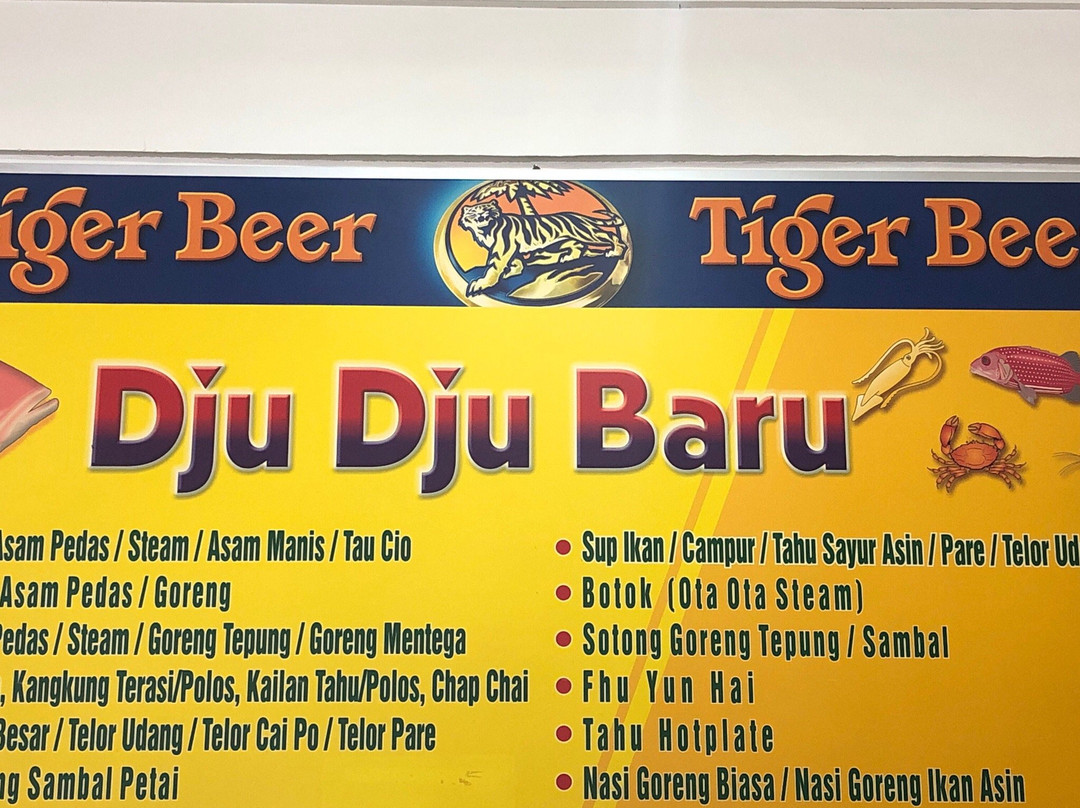 iger Beer
Tiger Bee
Dju Dju Baru
Asam Pedas / Steam / Asam Manis / Tau Cio
Asam Pedas / Goreng
Pedas / Steam / Goreng Tepung / Goreng Mentega
, Kangkung Terasi/Polos, Kailan Tahu/Polos, Chap Chai
Besar / Telor Udang / Telor Cai Po / Telor Pare
ng Sambal Petai
• Sup Ikan / Campur / Tahu Sayur Asin / Pare / Telor Ud
• Botok (Ota Ota Steam)
• Sotong Goreng Tepung / Sambal
• Fhu Yun Hai
• Tahu Hotplate
• Nasi Goreng Biasa / Nasi Goreng Ikan Asin